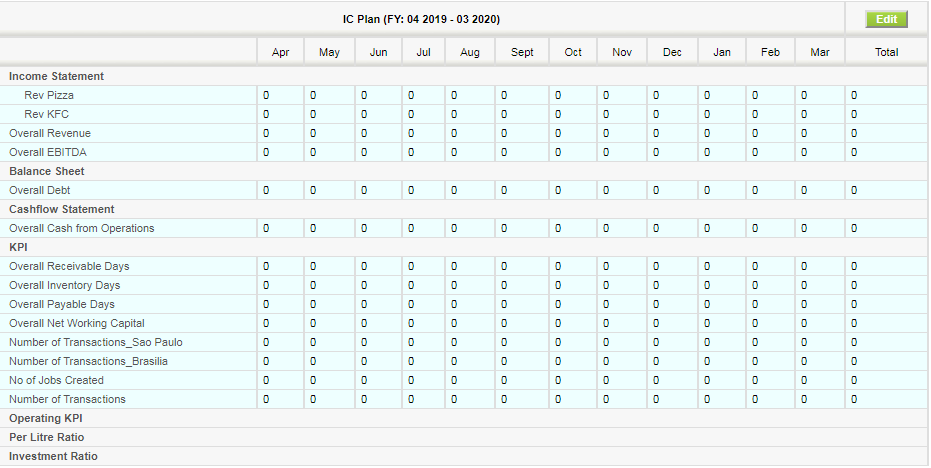 IC Plan (FY: 04 2019 - 03 2020) Edit
Apr May Jun Jul Aug Sept Oct Nov Dec Jan Feb Mar Total
Income Statement
Rev Pizza 0 0 0 0 0 0 0 0 0 0 0 0 0
Rev KFC 0 0 0 0 0 0 0 0 0 0 0 0 0
Overall Revenue 0 0 0 0 0 0 0 0 0 0 0 0 0
Overall EBITDA 0 0 0 0 0 0 0 0 0 0 0 0 0
Balance Sheet
Overall Debt 0 0 0 0 0 0 0 0 0 0 0 0 0
Cashflow Statement
Overall Cash from Operations 0 0 0 0 0 0 0 0 0 0 0 0 0
KPI
Overall Receivable Days 0 0 0 0 0 0 0 0 0 0 0 0 0
Overall Inventory Days 0 0 0 0 0 0 0 0 0 0 0 0 0
Overall Payable Days 0 0 0 0 0 0 0 0 0 0 0 0 0
Overall Net Working Capital 0 0 0 0 0 0 0 0 0 0 0 0 0
Number of Transactions_Sao Paulo 0 0 0 0 0 0 0 0 0 0 0 0 0
Number of Transactions_Brasilia 0 0 0 0 0 0 0 0 0 0 0 0 0
No of Jobs Created 0 0 0 0 0 0 0 0 0 0 0 0 0
Number of Transactions 0 0 0 0 0 0 0 0 0 0 0 0 0
Operating KPI
Per Litre Ratio
Investment Ratio